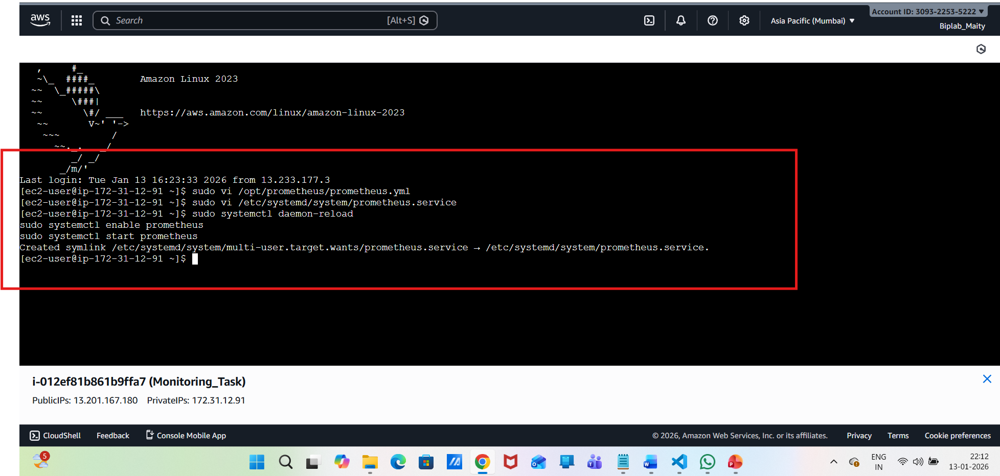 aws
Search [Alt+S]
Asia Pacific (Mumbai) ▼
Account ID: 3093-2253-5222 ▼
Biplab_Maity
,     #_
~\_  ####_        Amazon Linux 2023
~~  \_#####\
~~     \###|
~~       \#/ ___   https://aws.amazon.com/linux/amazon-linux-2023
~~       V~' '->
~~~         /
~~._.   _/
_/ _/
_/m/'
Last login: Tue Jan 13 16:23:33 2026 from 13.233.177.3
[ec2-user@ip-172-31-12-91 ~]$ sudo vi /opt/prometheus/prometheus.yml
[ec2-user@ip-172-31-12-91 ~]$ sudo vi /etc/systemd/system/prometheus.service
[ec2-user@ip-172-31-12-91 ~]$ sudo systemctl daemon-reload
sudo systemctl enable prometheus
sudo systemctl start prometheus
Created symlink /etc/systemd/system/multi-user.target.wants/prometheus.service → /etc/systemd/system/prometheus.service.
[ec2-user@ip-172-31-12-91 ~]$
i-012ef81b861b9ffa7 (Monitoring_Task)
PublicIPs: 13.201.167.180 PrivateIPs: 172.31.12.91
CloudShell Feedback Console Mobile App © 2026, Amazon Web Services, Inc. or its affiliates. Privacy Terms Cookie preferences
5
ENG
IN
22:12
13-01-2026